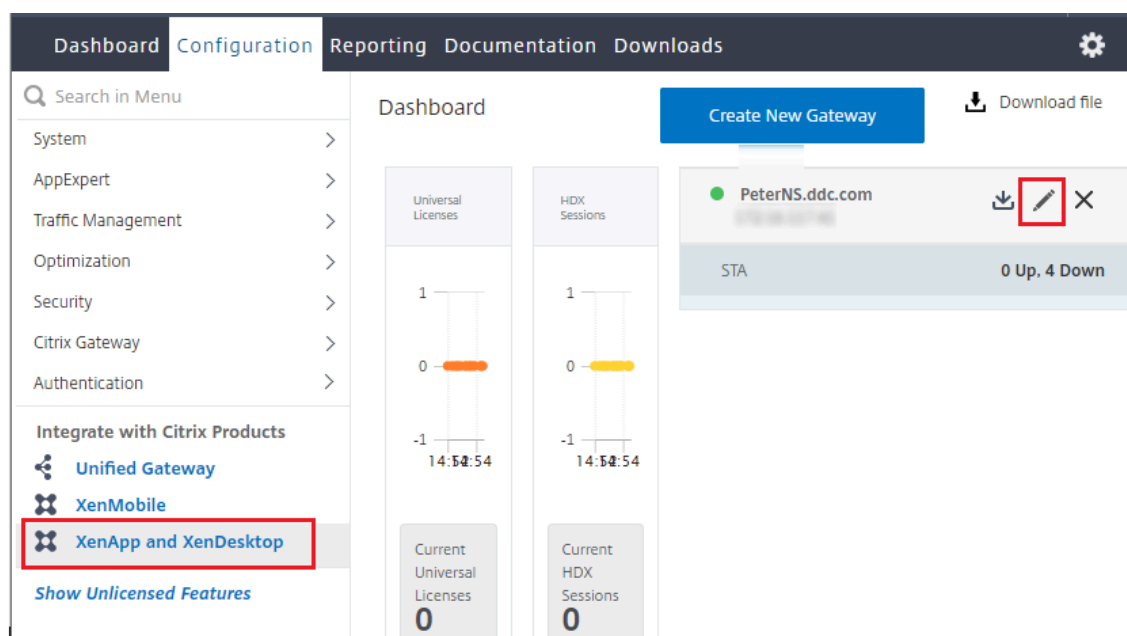 Dashboard Configuration Reporting Documentation Downloads
Search in Menu
System
AppExpert
Traffic Management
Optimization
Security
Citrix Gateway
Authentication
Integrate with Citrix Products
Unified Gateway
XenMobile
XenApp and XenDesktop
Show Unlicensed Features
Dashboard
Create New Gateway
Download file
Universal
Licenses
1
0
-1
Current
Universal
Licenses
0
HDX
Sessions
1
0
-1
Current
HDX
Sessions
0
PeterNS.ddc.com
STA 0 Up, 4 Down